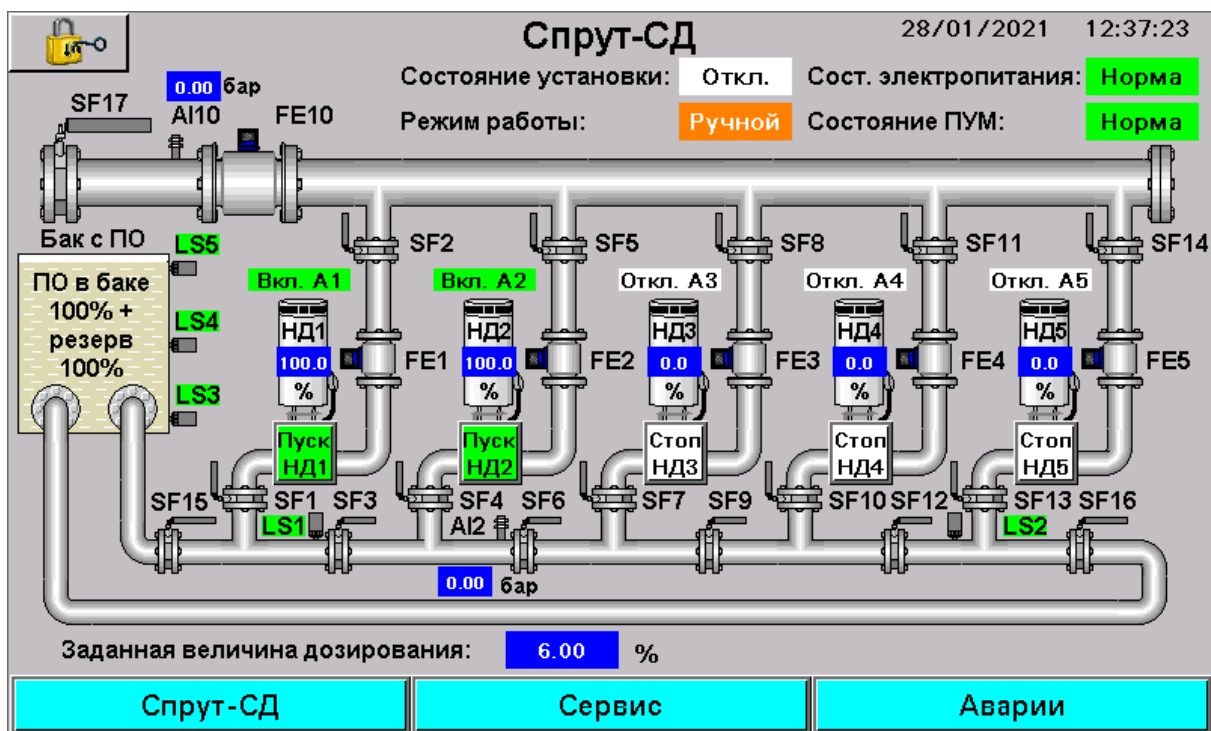 Спрут-СД
28/01/2021 12:37:23
Состояние установки: Откл. Сост. электропитания: Норма
Режим работы: Ручной Состояние ПУМ: Норма
0.00 бар
SF17 AI10 FE10
Бак с ПО
LS5 SF2 SF5 SF8 SF11 SF14
ПО в баке
100% +
резерв
100%
LS4
LS3
Вкл. А1 Вкл. А2 Откл. А3 Откл. А4 Откл. А5
НД1 НД2 НД3 НД4 НД5
100.0 FE1 100.0 FE2 0.0 FE3 0.0 FE4 0.0 FE5
% % % % %
Пуск Пуск Стоп Стоп Стоп
НД1 НД2 НД3 НД4 НД5
SF15 SF1 SF3 SF4 SF6 SF7 SF9 SF10 SF12 SF13 SF16
LS1 AI2 LS2
0.00 бар
Заданная величина дозирования: 6.00 %
Спрут-СД Сервис Аварии